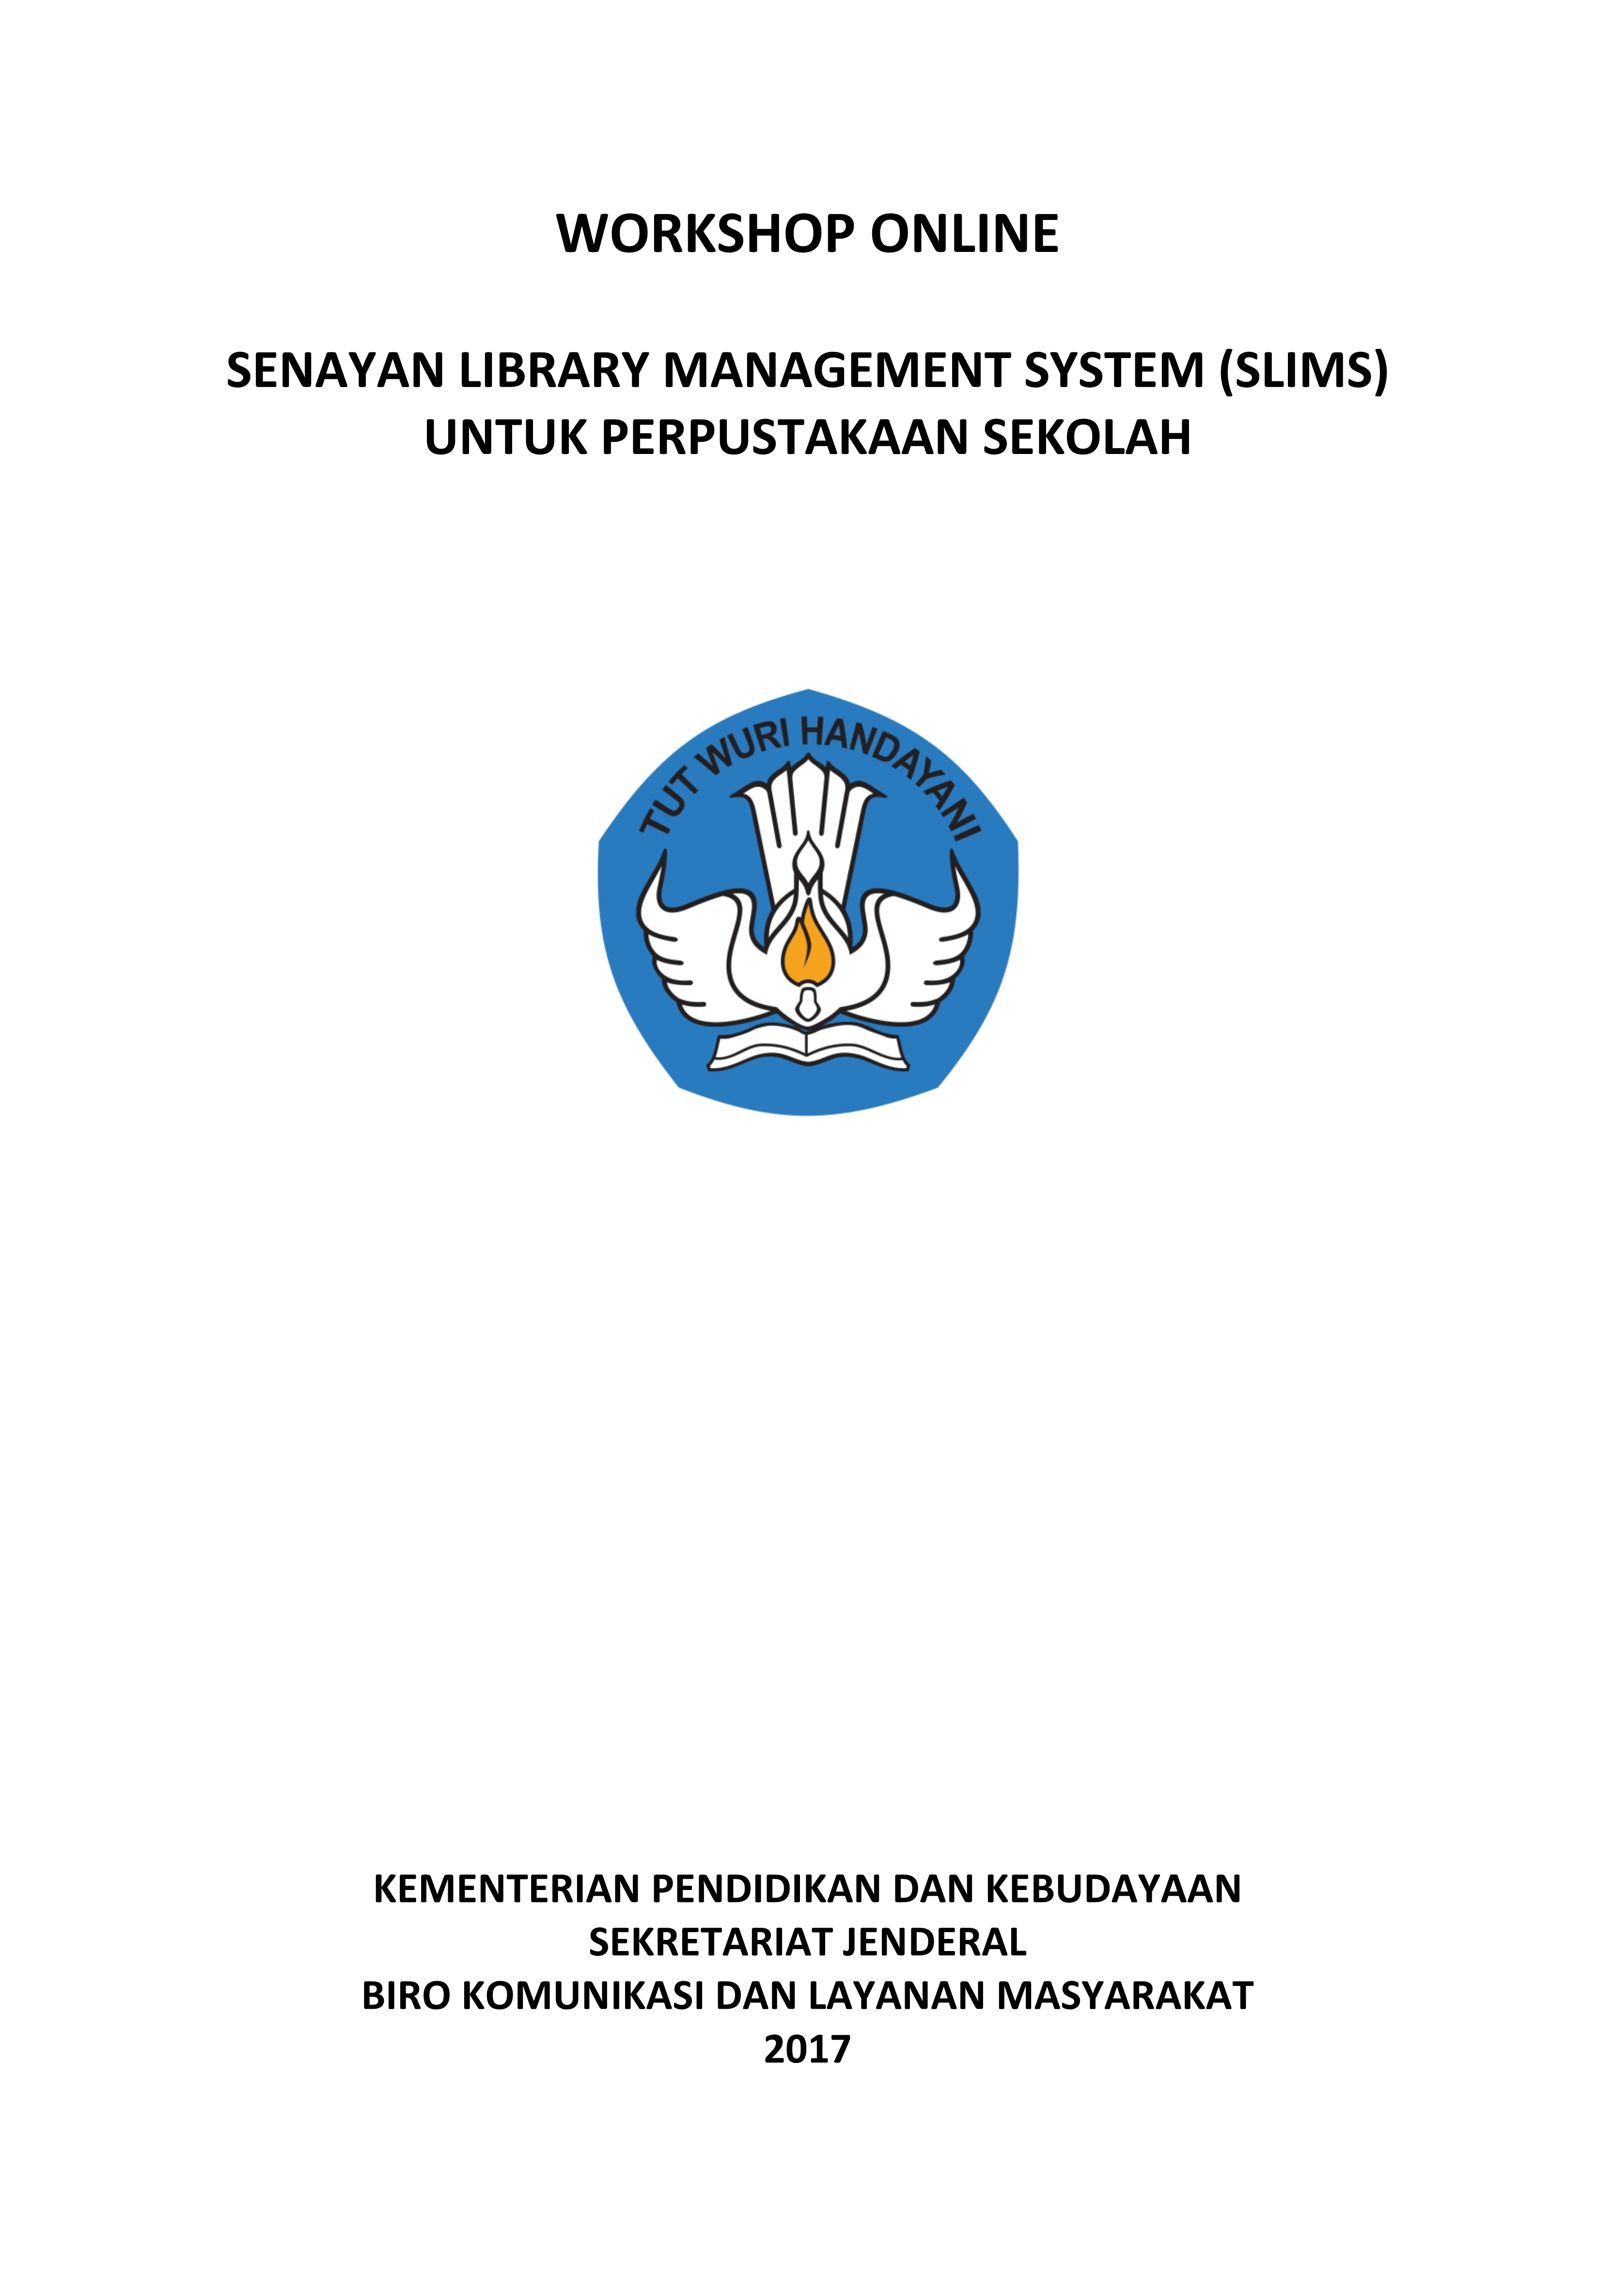 WORKSHOP ONLINE
SENAYAN LIBRARY MANAGEMENT SYSTEM (SLIMS)
UNTUK PERPUSTAKAAN SEKOLAH
TUT WURI HANDAYANI
KEMENTERIAN PENDIDIKAN DAN KEBUDAYAAN
SEKRETARIAT JENDERAL
BIRO KOMUNIKASI DAN LAYANAN MASYARAKAT
2017